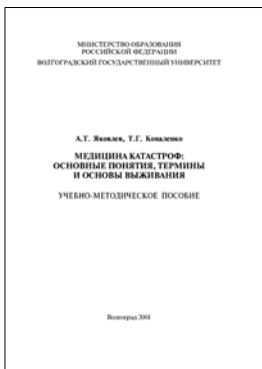 МНИСТЕРСТВО ОБРАЗОВАНИЯ
РОССИЙСКОЙ ФЕДЕРАЦИИ
ВОЛГОГРАДСКИЙ ГОСУДАРСТВЕННЫЙ УНИВЕРСИТЕТ
А.Т. Яковлев, Т.Г. Коваленко
МЕДИЦИНА КАТАСТРОФ:
ОСНОВНЫЕ ПОНЯТИЯ, ТЕРМИНЫ
И ОСНОВЫ ВЫЖИВАНИЯ
УЧЕБНО-МЕТОДИЧЕСКОЕ ПОСОБИЕ
Волгоград 2001